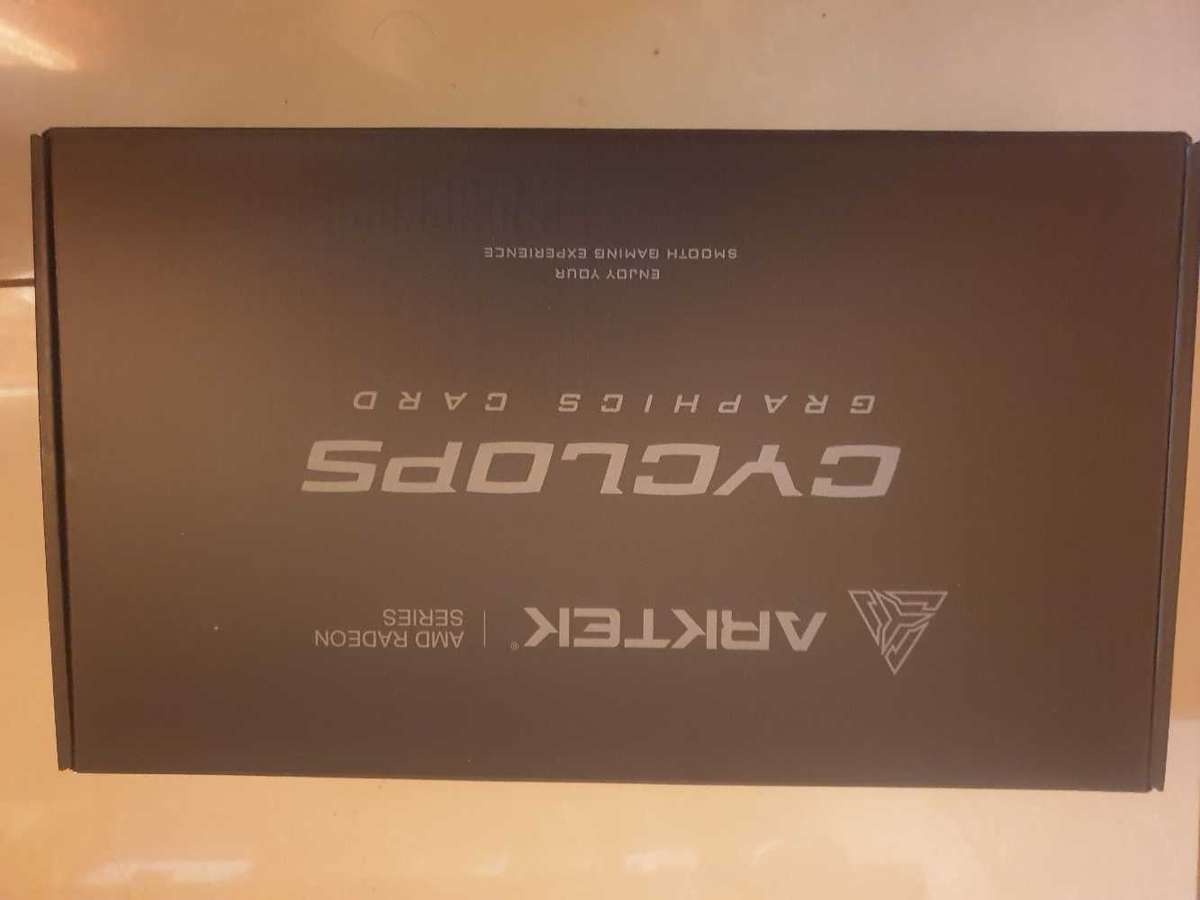 ARKTEK® | AMD RADEON
SERIES
CYCLOPS
GRAPHICS CARD
ENJOY YOUR
SMOOTH GAMING EXPERIENCE